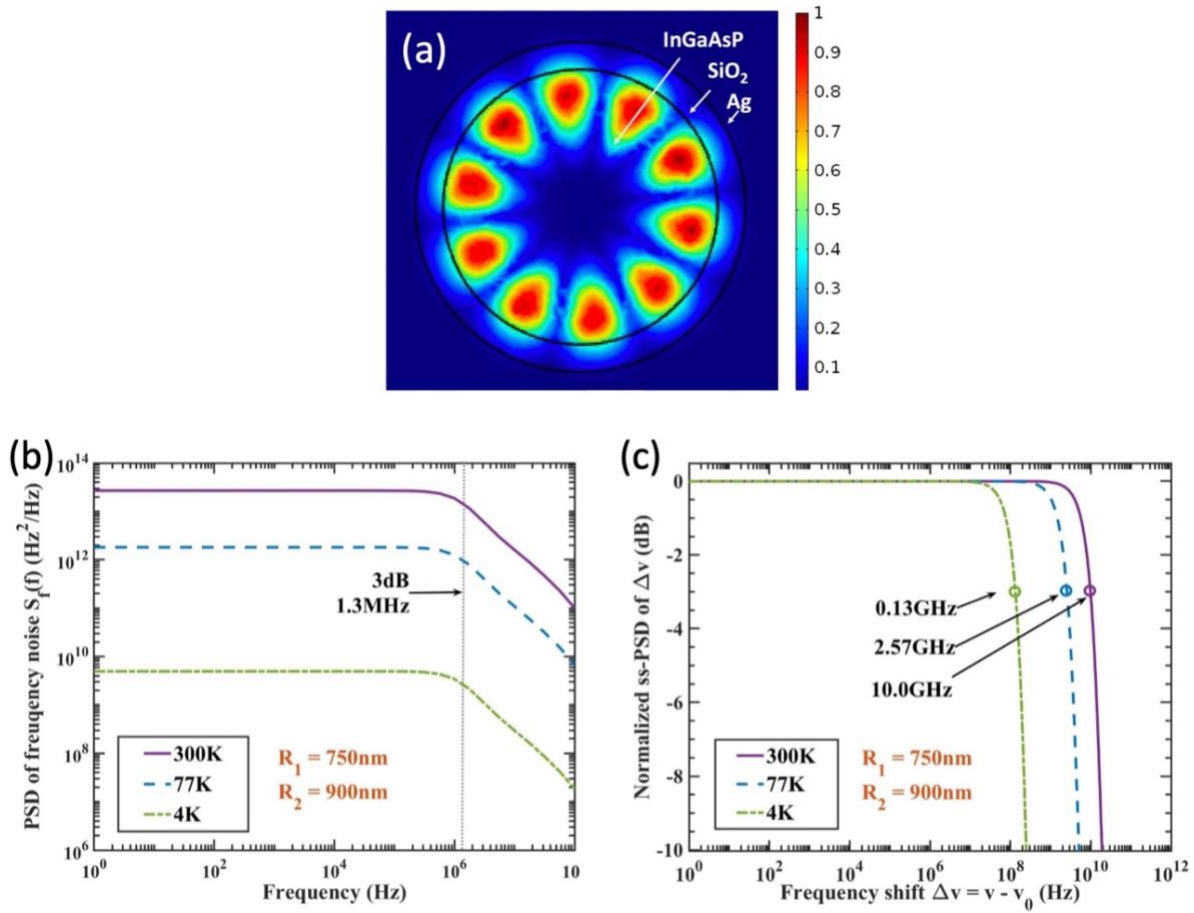 (a)
InGaAsP
SiO2
Ag
1
0.9
0.8
0.7
0.6
0.5
0.4
0.3
0.2
0.1
(b)
PSD of freuqency noise Sf(f) (Hz2/Hz)
10^14
10^12
10^10
10^8
10^6
3dB
1.3MHz
300K
77K
4K
R1 = 750nm
R2 = 900nm
10^0
10^2
10^4
10^6
10
Frequency (Hz)
(c)
Normalized ss-PSD of Δv (dB)
0
-2
-4
-6
-8
-10
0.13GHz
2.57GHz
10.0GHz
300K
77K
4K
R1 = 750nm
R2 = 900nm
10^0
10^2
10^4
10^6
10^8
10^10
10^12
Frequency shift Δv = v - v0 (Hz)